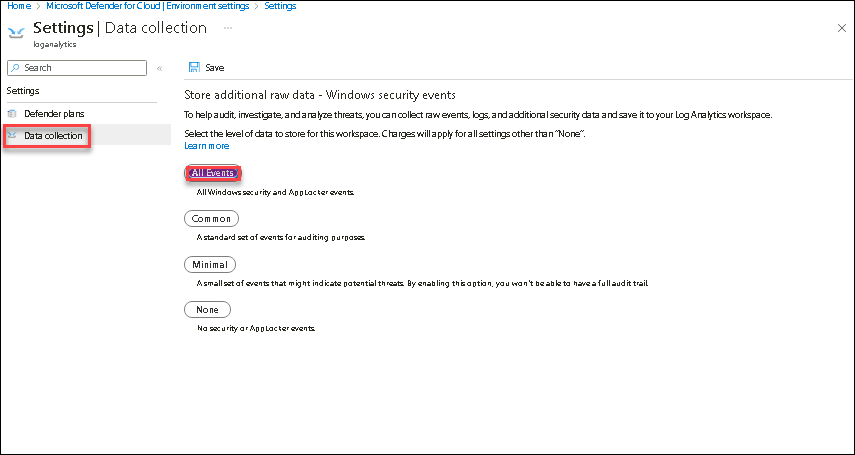 Home > Microsoft Defender for Cloud | Environment settings > Settings
Settings | Data collection ...
loganalytics
Search «
Save
Settings
Defender plans
Data collection
Store additional raw data - Windows security events
To help audit, investigate, and analyze threats, you can collect raw events, logs, and additional security data and save it to your Log Analytics workspace.
Select the level of data to store for this workspace. Charges will apply for all settings other than "None".
Learn more
All Events
All Windows security and AppLocker events.
Common
A standard set of events for auditing purposes.
Minimal
A small set of events that might indicate potential threats. By enabling this option, you won't be able to have a full audit trail.
None
No security or AppLocker events.